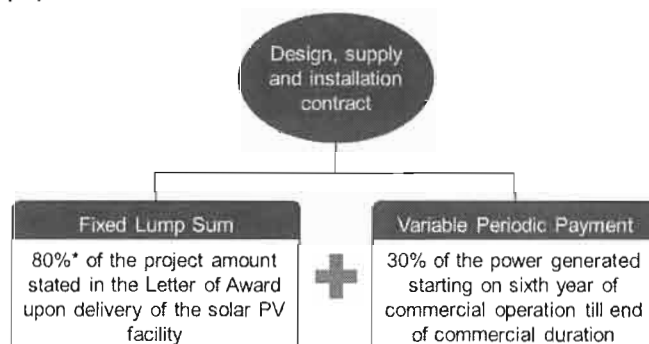 Design, supply
and installation
contract
Fixed Lump Sum
80%* of the project amount
stated in the Letter of Award
upon delivery of the solar PV
facility
Variable Periodic Payment
30% of the power generated
starting on sixth year of
commercial operation till end
of commercial duration